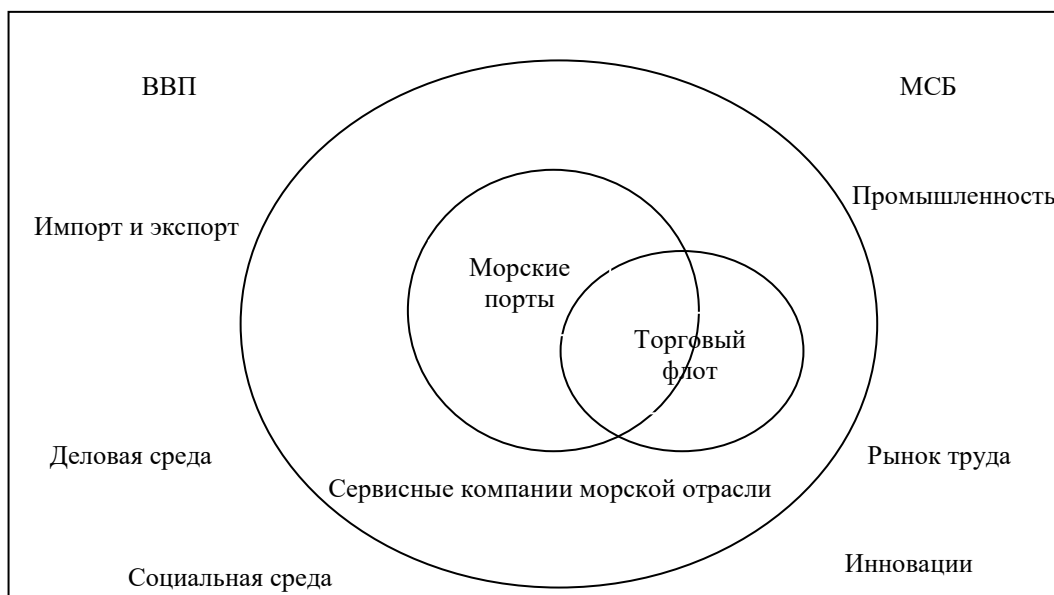 ВВП
МСБ
Промышленность
Импорт и экспорт
Морские
порты
Торговый
флот
Деловая среда
Рынок труда
Сервисные компании морской отрасли
Инновации
Социальная среда